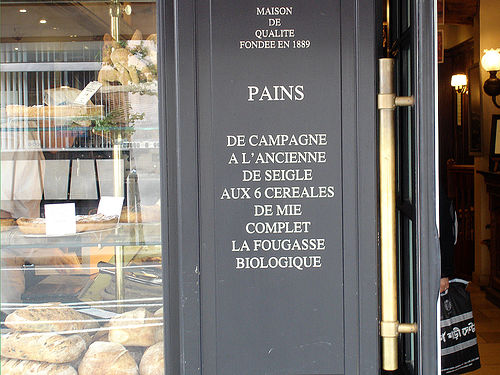 MAISON
DE
QUALITE
FONDEE EN 1889
PAINS
DE CAMPAGNE
A L'ANCIENNE
DE SEIGLE
AUX 6 CEREALES
DE MIE
COMPLET
LA FOUGASSE
BIOLOGIQUE